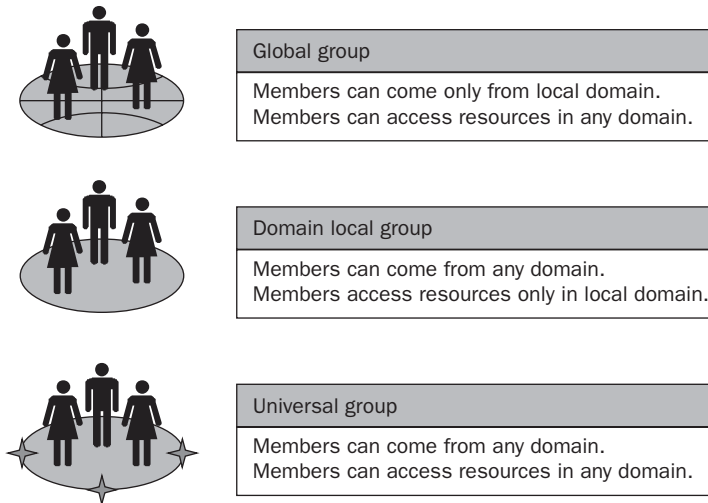 Global group
Members can come only from local domain.
Members can access resources in any domain.
Domain local group
Members can come from any domain.
Members access resources only in local domain.
Universal group
Members can come from any domain.
Members can access resources in any domain.